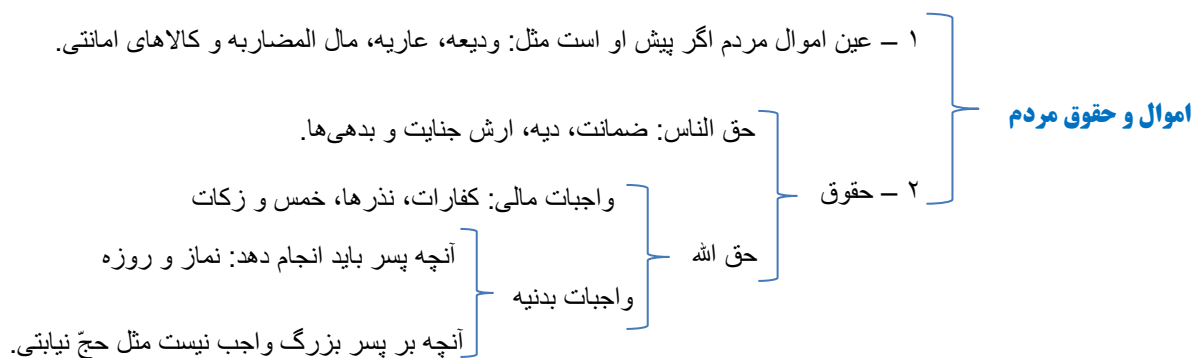 ۱ – عین اموال مردم اگر پیش او است مثل: ودیعه، عاریه، مال المضاربه و کالاهای امانتی.
اموال و حقوق مردم
حق الناس: ضمانت، دیه، ارش جنایت و بدهی‌ها.
۲ – حقوق
واجبات مالی: کفارات، نذرها، خمس و زکات
حق الله
آنچه پسر باید انجام دهد: نماز و روزه
واجبات بدنیه
آنچه بر پسر بزرگ واجب نیست مثل حجّ نیابتی.